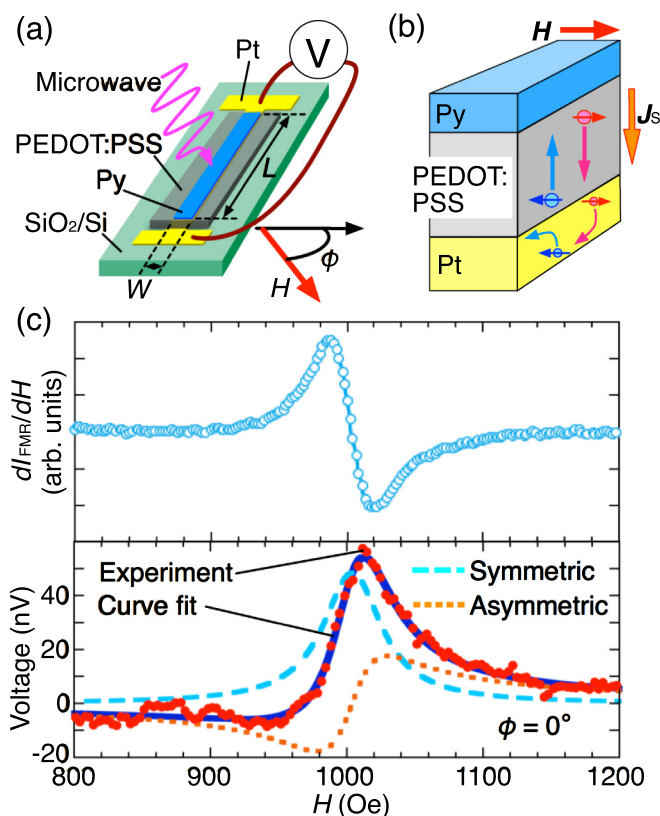 (a)
Pt
V
Microwave
PEDOT:PSS
Py
L
SiO₂/Si
W
H
ϕ
(b)
H
Py
Jₛ
PEDOT:
PSS
Pt
(c)
dI_FMR/dH
(arb. units)
Experiment
Curve fit
Symmetric
Asymmetric
Voltage (nV)
40
20
0
-20
ϕ = 0°
800
900
1000
1100
1200
H (Oe)